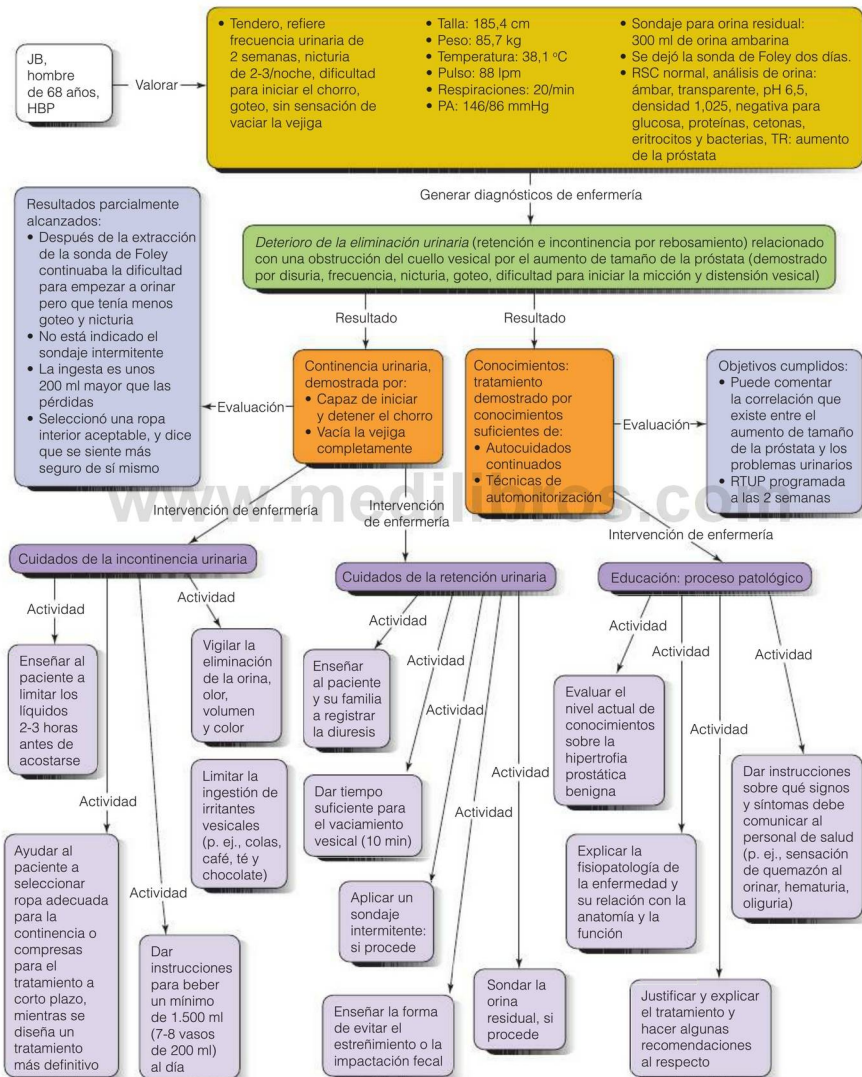 JB,
hombre
de 68 años,
HBP
Valorar
• Tendero, refiere
frecuencia urinaria de
2 semanas, nicturia
de 2-3/noche, dificultad
para iniciar el chorro,
goteo, sin sensación de
vaciar la vejiga
• Talla: 185,4 cm
• Peso: 85,7 kg
• Temperatura: 38,1 ºC
• Pulso: 88 lpm
• Respiraciones: 20/min
• PA: 146/86 mmHg
• Sondaje para orina residual:
300 ml de orina ambarina
• Se dejó la sonda de Foley dos días.
• RSC normal, análisis de orina:
ámbar, transparente, pH 6,5,
densidad 1,025, negativa para
glucosa, proteínas, cetonas,
eritrocitos y bacterias, TR: aumento
de la próstata
Generar diagnósticos de enfermería
Deterioro de la eliminación urinaria (retención e incontinencia por rebosamiento) relacionado
con una obstrucción del cuello vesical por el aumento de tamaño de la próstata (demostrado
por disuria, frecuencia, nicturia, goteo, dificultad para iniciar la micción y distensión vesical)
Resultados parcialmente
alcanzados:
• Después de la extracción
de la sonda de Foley
continuaba la dificultad
para empezar a orinar
pero que tenía menos
goteo y nicturia
• No está indicado el
sondaje intermitente
• La ingesta es unos
200 ml mayor que las
pérdidas
• Seleccionó una ropa
interior aceptable, y dice
que se siente más
seguro de sí mismo
Resultado
Resultado
Evaluación
Continencia urinaria,
demostrada por:
• Capaz de iniciar
y detener el chorro
• Vacía la vejiga
completamente
Conocimientos:
tratamiento
demostrado por
conocimientos
suficientes de:
• Autocuidados
continuados
• Técnicas de
automonitorización
Evaluación
Objetivos cumplidos:
• Puede comentar
la correlación que
existe entre el
aumento de tamaño
de la próstata y los
problemas urinarios
• RTUP programada
a las 2 semanas
www.medilibros.com
Intervención de enfermería
Intervención
de enfermería
Intervención de enfermería
Cuidados de la incontinencia urinaria
Actividad
Enseñar al
paciente a
limitar los
líquidos
2-3 horas
antes de
acostarse
Actividad
Vigilar la
eliminación
de la orina,
olor,
volumen
y color
Limitar la
ingestión de
irritantes
vesicales
(p. ej., colas,
café, té y
chocolate)
Actividad
Ayudar al
paciente a
seleccionar
ropa adecuada
para la
continencia o
compresas
para el
tratamiento a
corto plazo,
mientras se
diseña un
tratamiento
más definitivo
Actividad
Dar
instrucciones
para beber
un mínimo
de 1.500 ml
(7-8 vasos
de 200 ml)
al día
Cuidados de la retención urinaria
Actividad
Enseñar
al paciente
y su familia
a registrar
la diuresis
Actividad
Dar tiempo
suficiente para
el vaciamiento
vesical (10 min)
Actividad
Aplicar un
sondaje
intermitente:
si procede
Actividad
Enseñar la forma
de evitar el
estreñimiento o la
impactación fecal
Actividad
Sondar la
orina
residual, si
procede
Educación: proceso patológico
Actividad
Evaluar el
nivel actual de
conocimientos
sobre la
hipertrofia
prostática
benigna
Actividad
Explicar la
fisiopatología de
la enfermedad y
su relación con la
anatomía y la
función
Actividad
Justificar y explicar
el tratamiento y
hacer algunas
recomendaciones
al respecto
Actividad
Dar instrucciones
sobre qué signos
y síntomas debe
comunicar al
personal de salud
(p. ej., sensación
de quemazón al
orinar, hematuria,
oliguria)